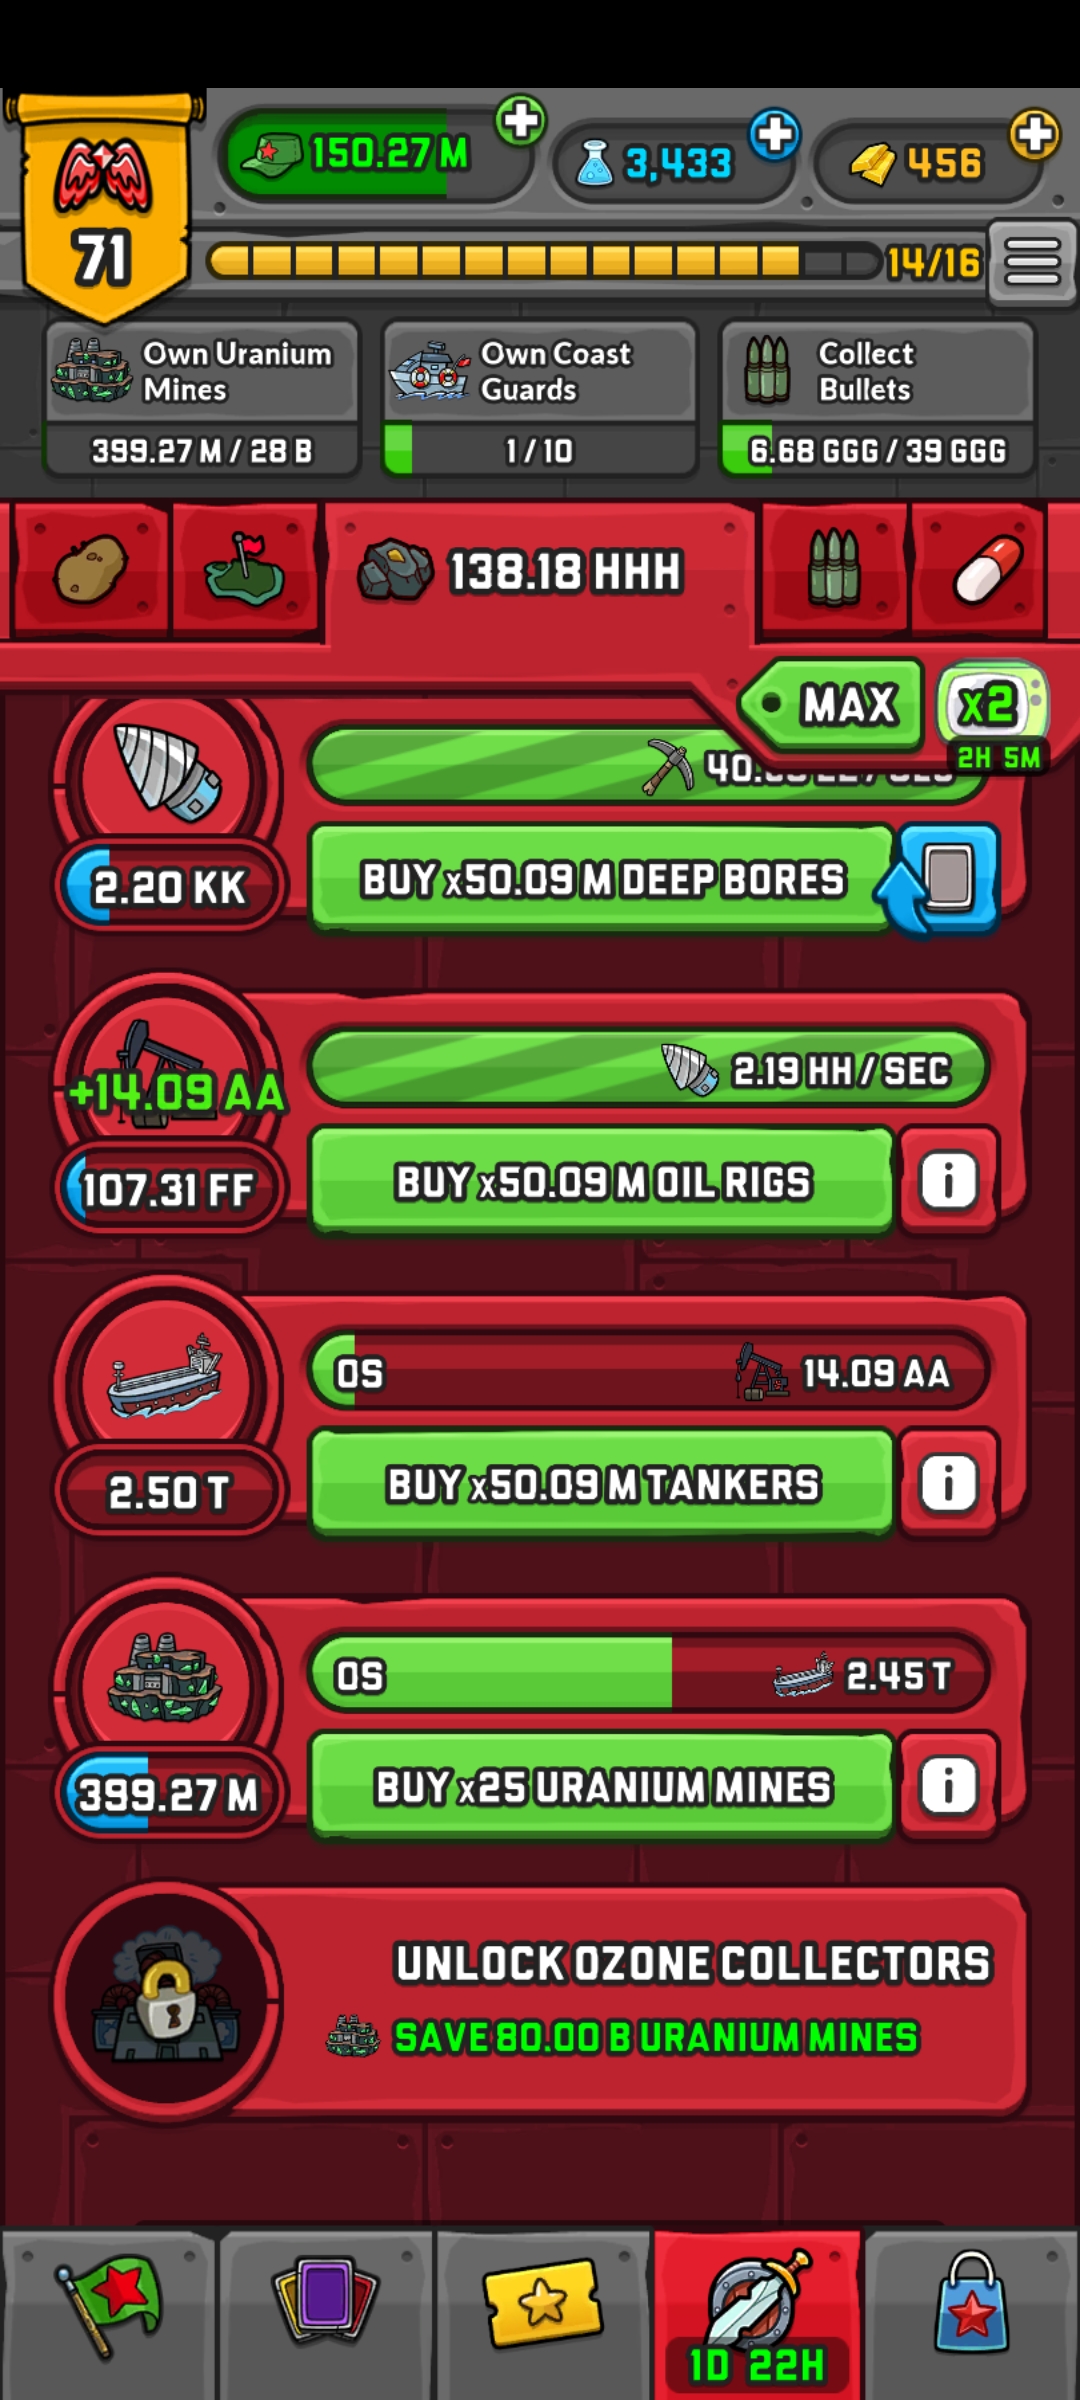 150.27 M
3,433
456
71
14/16
Own Uranium
Mines
399.27 M / 28 B
Own Coast
Guards
1 / 10
Collect
Bullets
6.68 GGG / 39 GGG
138.18 HHH
MAX
x2
2H 5M
2.20 KK
BUY x50.09 M DEEP BORES
+14.09 AA
2.19 HH / SEC
107.31 FF
BUY x50.09 M OIL RIGS
i
0S
14.09 AA
2.50 T
BUY x50.09 M TANKERS
i
0S
2.45 T
399.27 M
BUY x25 URANIUM MINES
i
UNLOCK OZONE COLLECTORS
SAVE 80.00 B URANIUM MINES
1D 22H